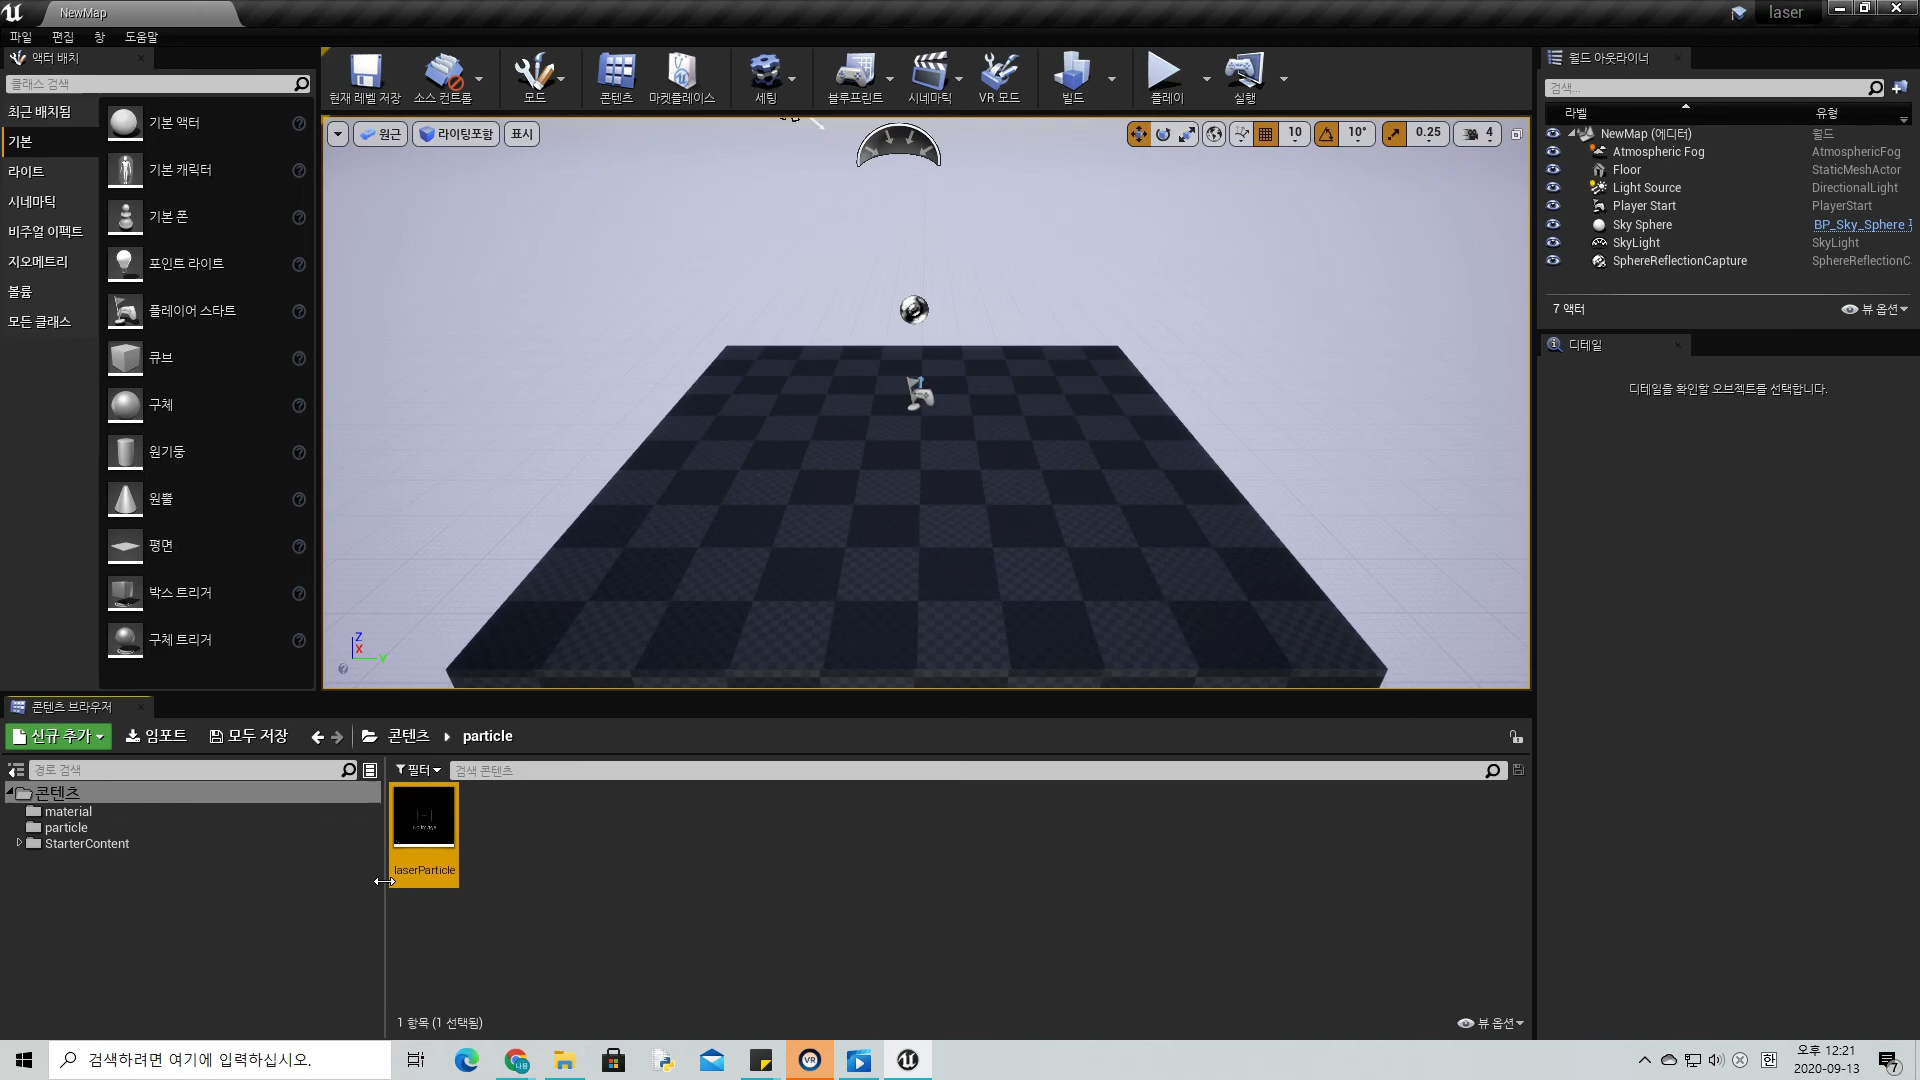 NewMap
laser
파일 편집 창 도움말
액터 배치
클래스 검색
최근 배치됨
기본
라이트
시네마틱
비주얼 이펙트
지오메트리
볼륨
모든 클래스
기본 액터
기본 캐릭터
기본 폰
포인트 라이트
플레이어 스타트
큐브
구체
원기둥
원뿔
평면
박스 트리거
구체 트리거
현재 레벨 저장 소스 컨트롤 모드 콘텐츠 마켓플레이스 세팅 블루프린트 시네마틱 VR 모드 빌드 플레이 실행
원근 라이팅포함 표시
10 10° 0.25 4
Z
X
Y
월드 아웃라이너
검색...
라벨 유형
NewMap (에디터) 월드
Atmospheric Fog AtmosphericFog
Floor StaticMeshActor
Light Source DirectionalLight
Player Start PlayerStart
Sky Sphere BP_Sky_Sphere
SkyLight SkyLight
SphereReflectionCapture SphereReflectionC
7 액터 뷰 옵션
디테일
디테일을 확인할 오브젝트를 선택합니다.
콘텐츠 브라우저
신규 추가 임포트 모두 저장 콘텐츠 particle
경로 검색
필터 검색 콘텐츠
콘텐츠
material
particle
StarterContent
laserParticle
1 항목 (1 선택됨) 뷰 옵션
검색하려면 여기에 입력하십시오.
나용
VR
한
오후 12:21
2020-09-13
7